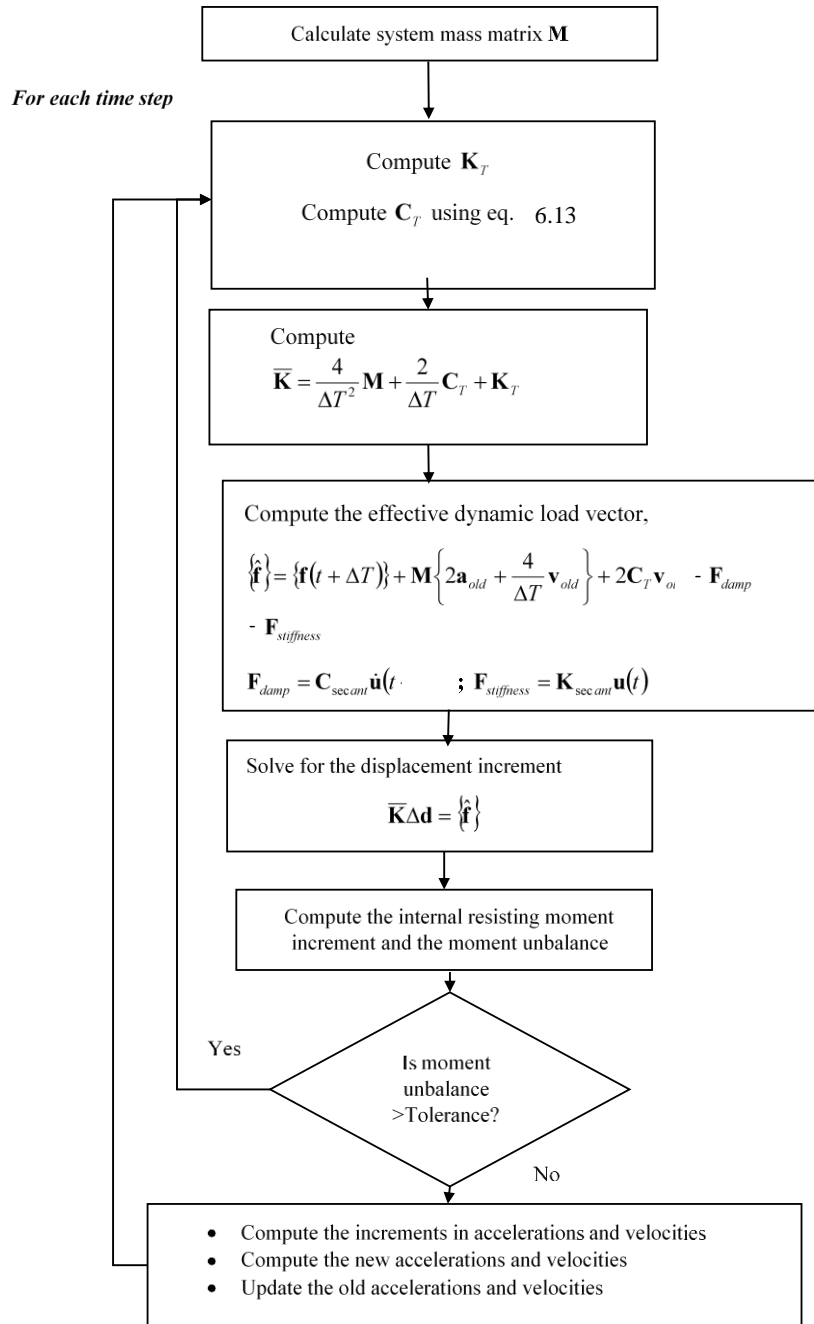 Calculate system mass matrix M
For each time step
Compute K_T
Compute C_T using eq. 6.13
Compute
K̅ = 4/ΔT² M + 2/ΔT C_T + K_T
Compute the effective dynamic load vector,
{f̂} = {f(t + ΔT)} + M{2a_old + 4/ΔT v_old} + 2C_T v_ol - F_damp
- F_stiffness
F_damp = C_secant u̇(t ; F_stiffness = K_secant u(t)
Solve for the displacement increment
K̅Δd = {f̂}
Compute the internal resisting moment
increment and the moment unbalance
Yes
Is moment
unbalance
>Tolerance?
No
• Compute the increments in accelerations and velocities
• Compute the new accelerations and velocities
• Update the old accelerations and velocities